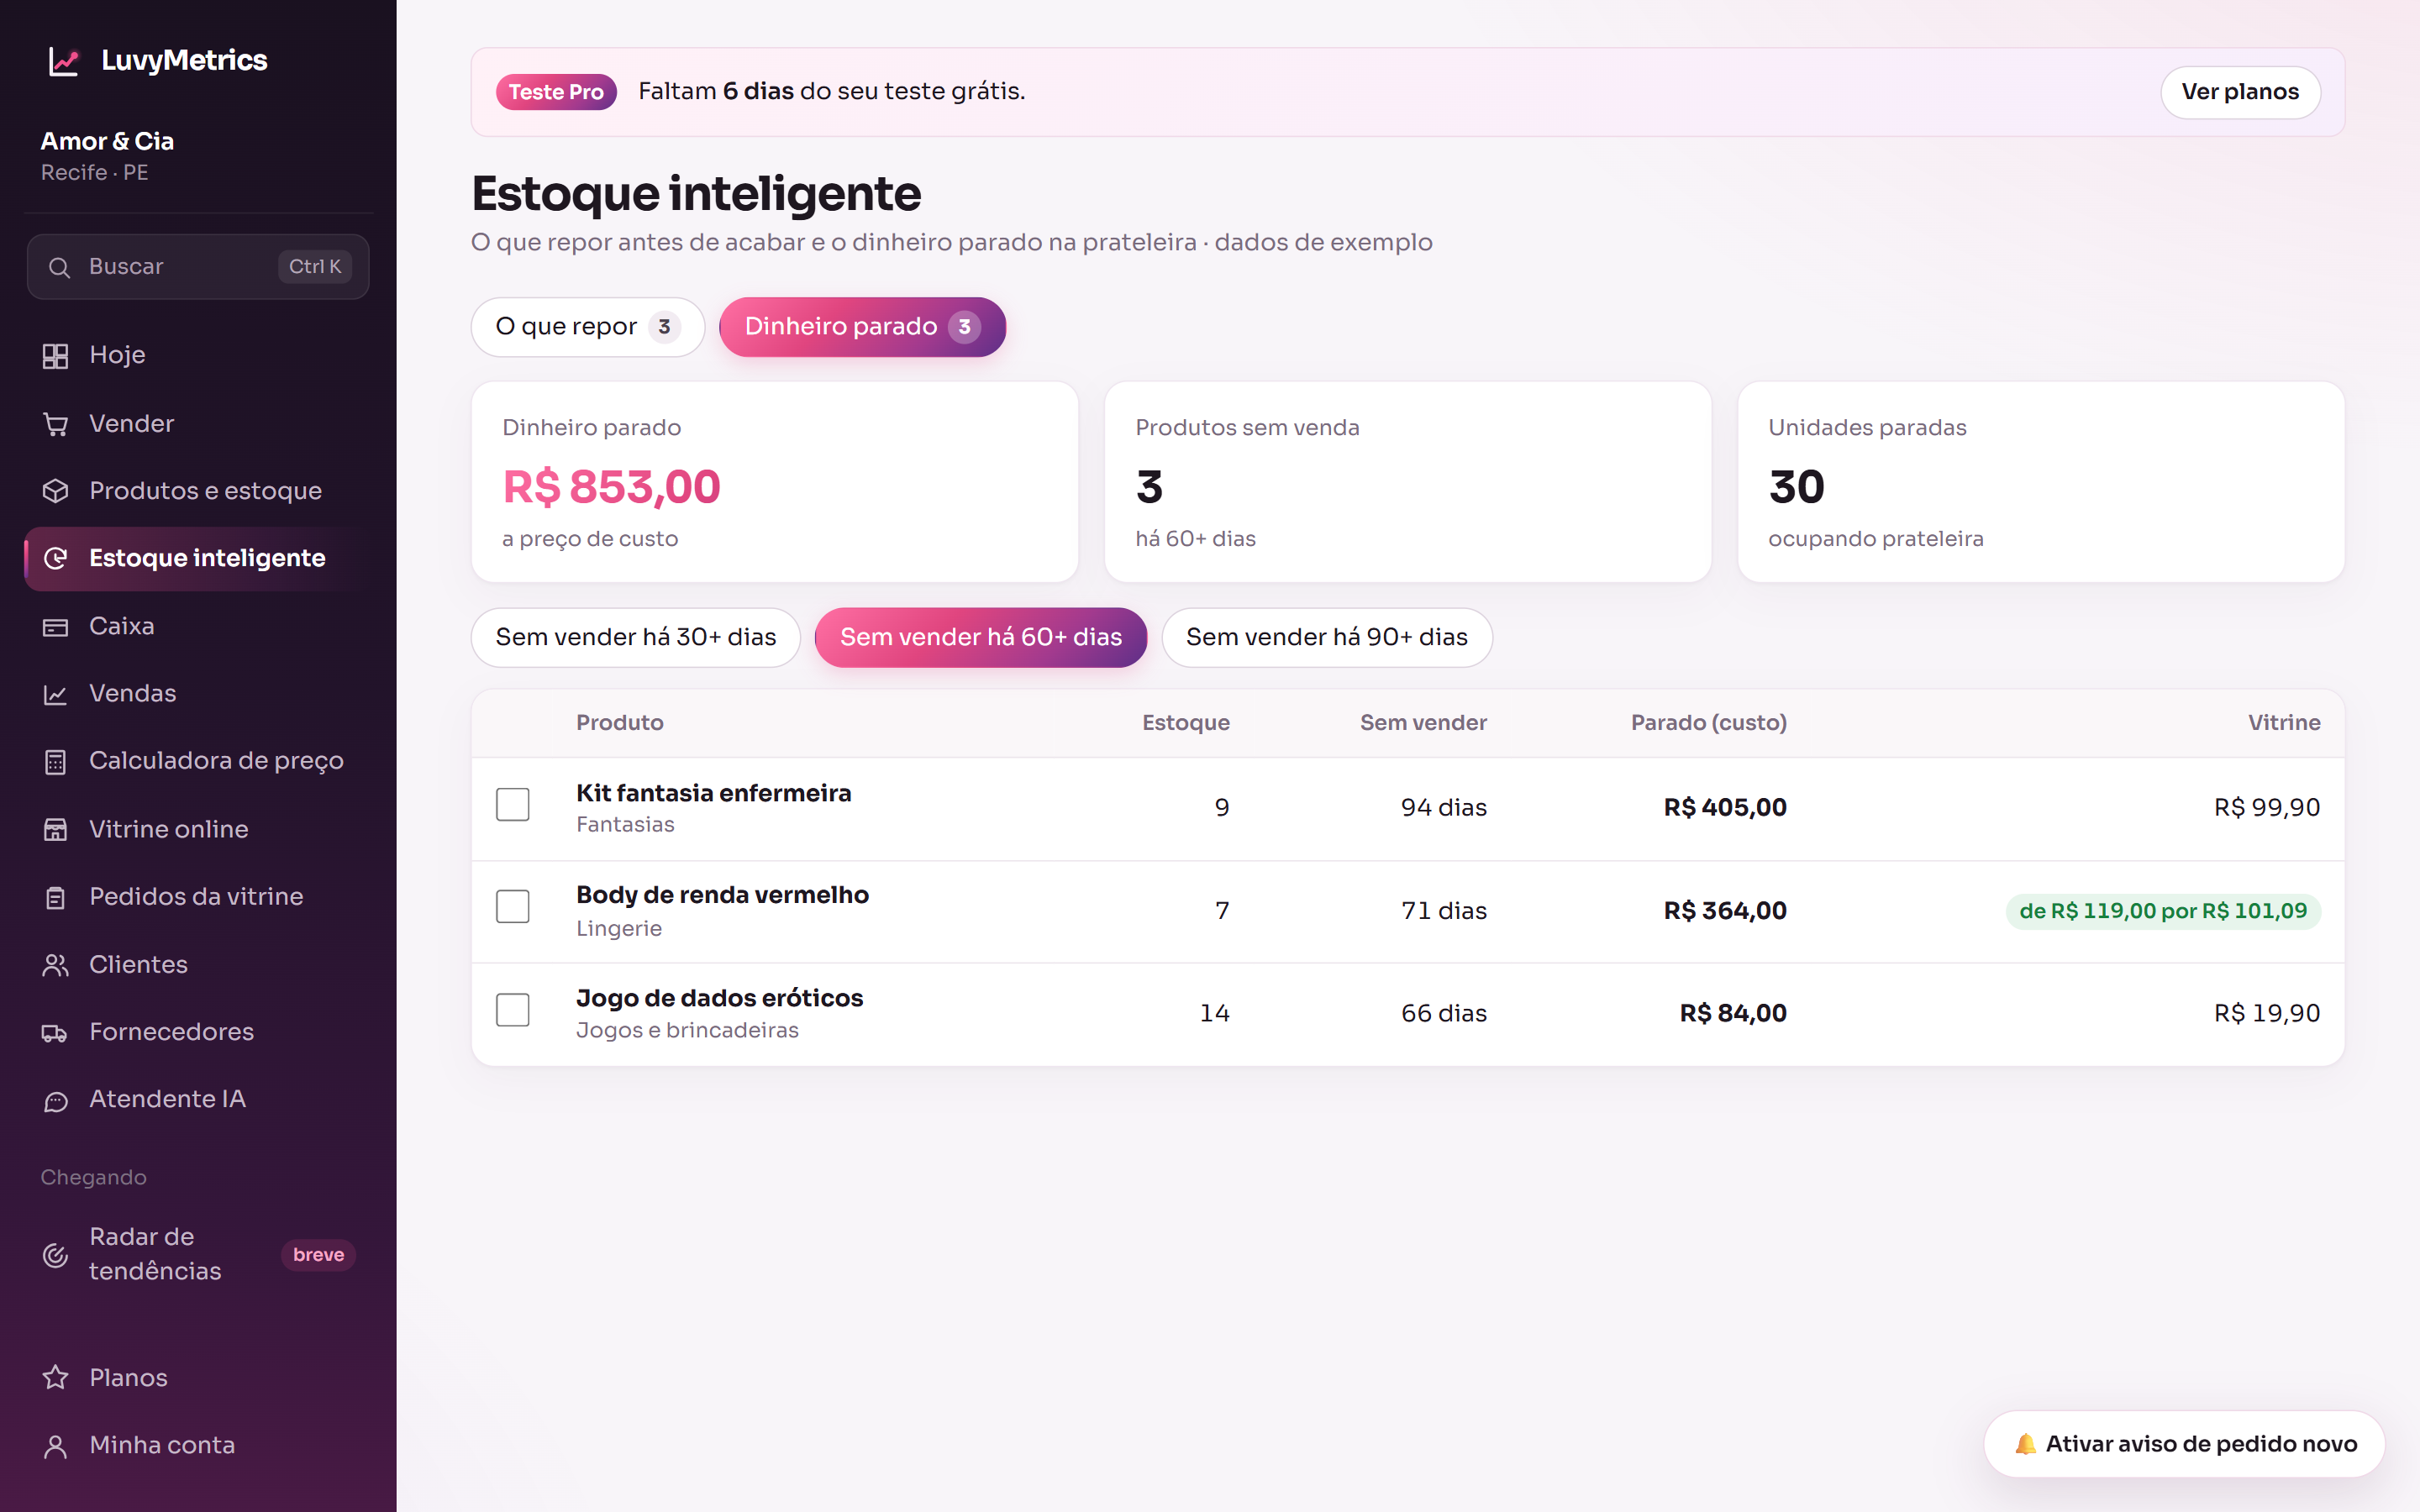 LuvyMetrics
Amor & Cia
Recife · PE
Buscar Ctrl K
Hoje
Vender
Produtos e estoque
Estoque inteligente
Caixa
Vendas
Calculadora de preço
Vitrine online
Pedidos da vitrine
Clientes
Fornecedores
Atendente IA
Chegando
Radar de
tendências
breve
Planos
Minha conta
Teste Pro Faltam 6 dias do seu teste grátis. Ver planos
Estoque inteligente
O que repor antes de acabar e o dinheiro parado na prateleira · dados de exemplo
O que repor 3 Dinheiro parado 3
Dinheiro parado
R$ 853,00
a preço de custo
Produtos sem venda
3
há 60+ dias
Unidades paradas
30
ocupando prateleira
Sem vender há 30+ dias Sem vender há 60+ dias Sem vender há 90+ dias
Produto Estoque Sem vender Parado (custo) Vitrine
Kit fantasia enfermeira
Fantasias
9 94 dias R$ 405,00 R$ 99,90
Body de renda vermelho
Lingerie
7 71 dias R$ 364,00 de R$ 119,00 por R$ 101,09
Jogo de dados eróticos
Jogos e brincadeiras
14 66 dias R$ 84,00 R$ 19,90
🔔 Ativar aviso de pedido novo